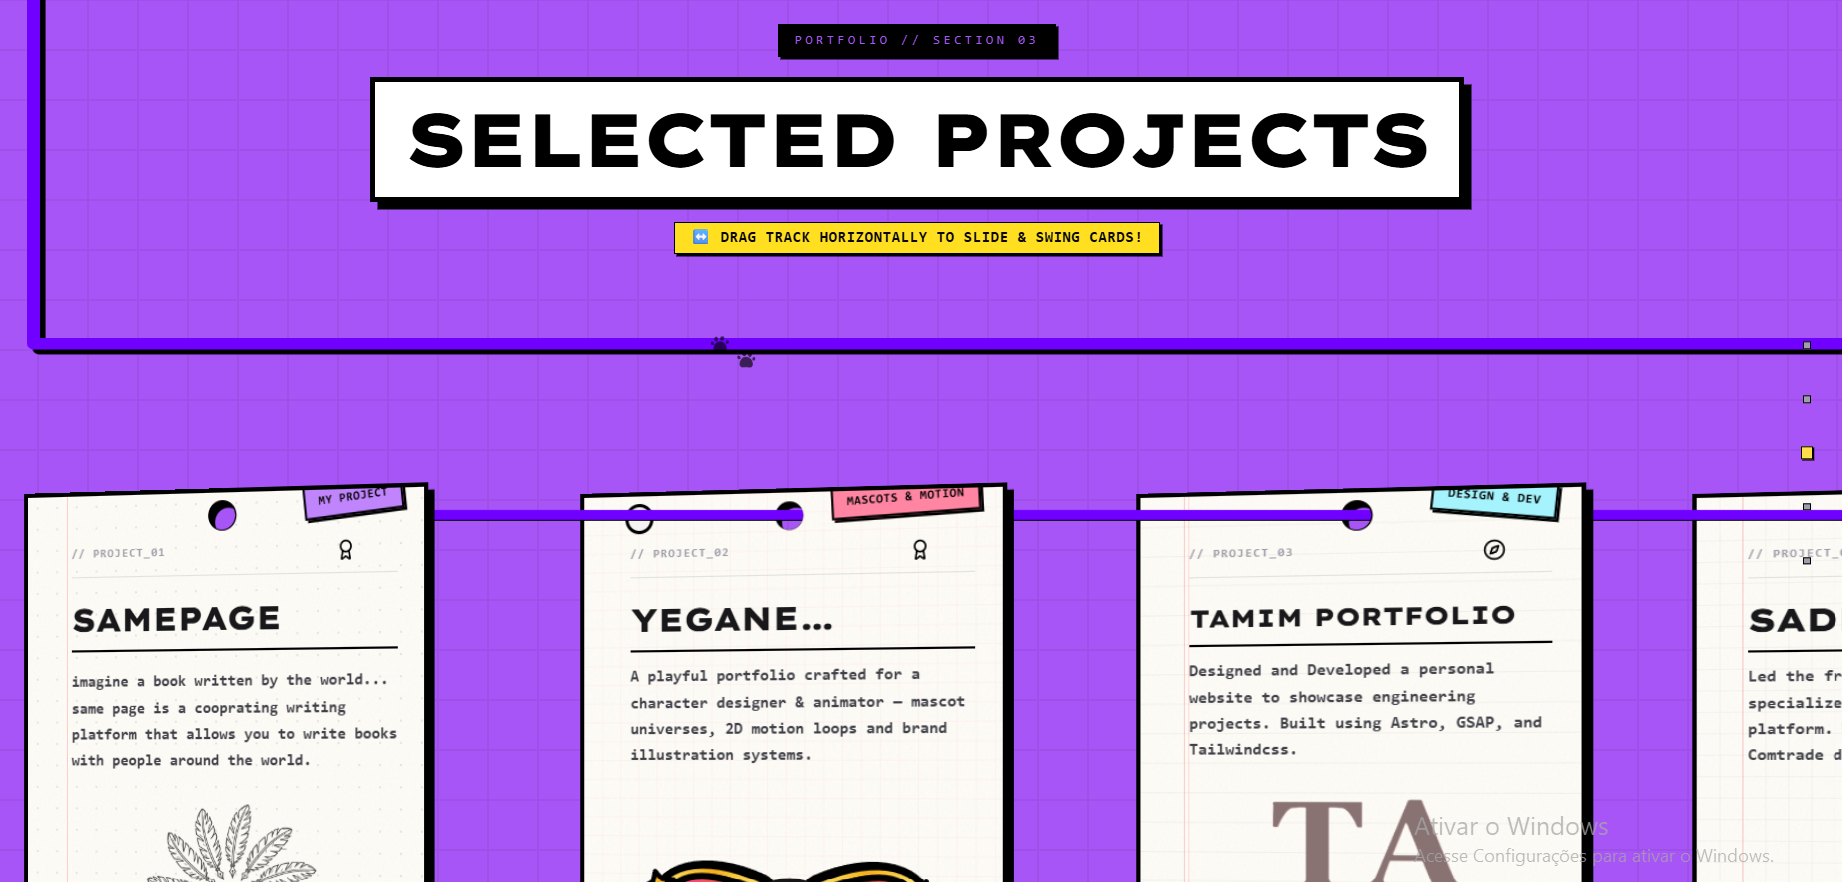 PORTFOLIO // SECTION 03
SELECTED PROJECTS
↔ DRAG TRACK HORIZONTALLY TO SLIDE & SWING CARDS!
MY PROJECT
// PROJECT_01
SAMEPAGE
imagine a book written by the world...
same page is a cooprating writing
platform that allows you to write books
with people around the world.
MASCOTS & MOTION
// PROJECT_02
YEGANE...
A playful portfolio crafted for a
character designer & animator — mascot
universes, 2D motion loops and brand
illustration systems.
DESIGN & DEV
// PROJECT_03
TAMIM PORTFOLIO
Designed and Developed a personal
website to showcase engineering
projects. Built using Astro, GSAP, and
Tailwindcss.
TA
// PROJECT_
SAD
Led the fr
specialize
platform.
Comtrade d
Ativar o Windows
Acesse Configurações para ativar o Windows.